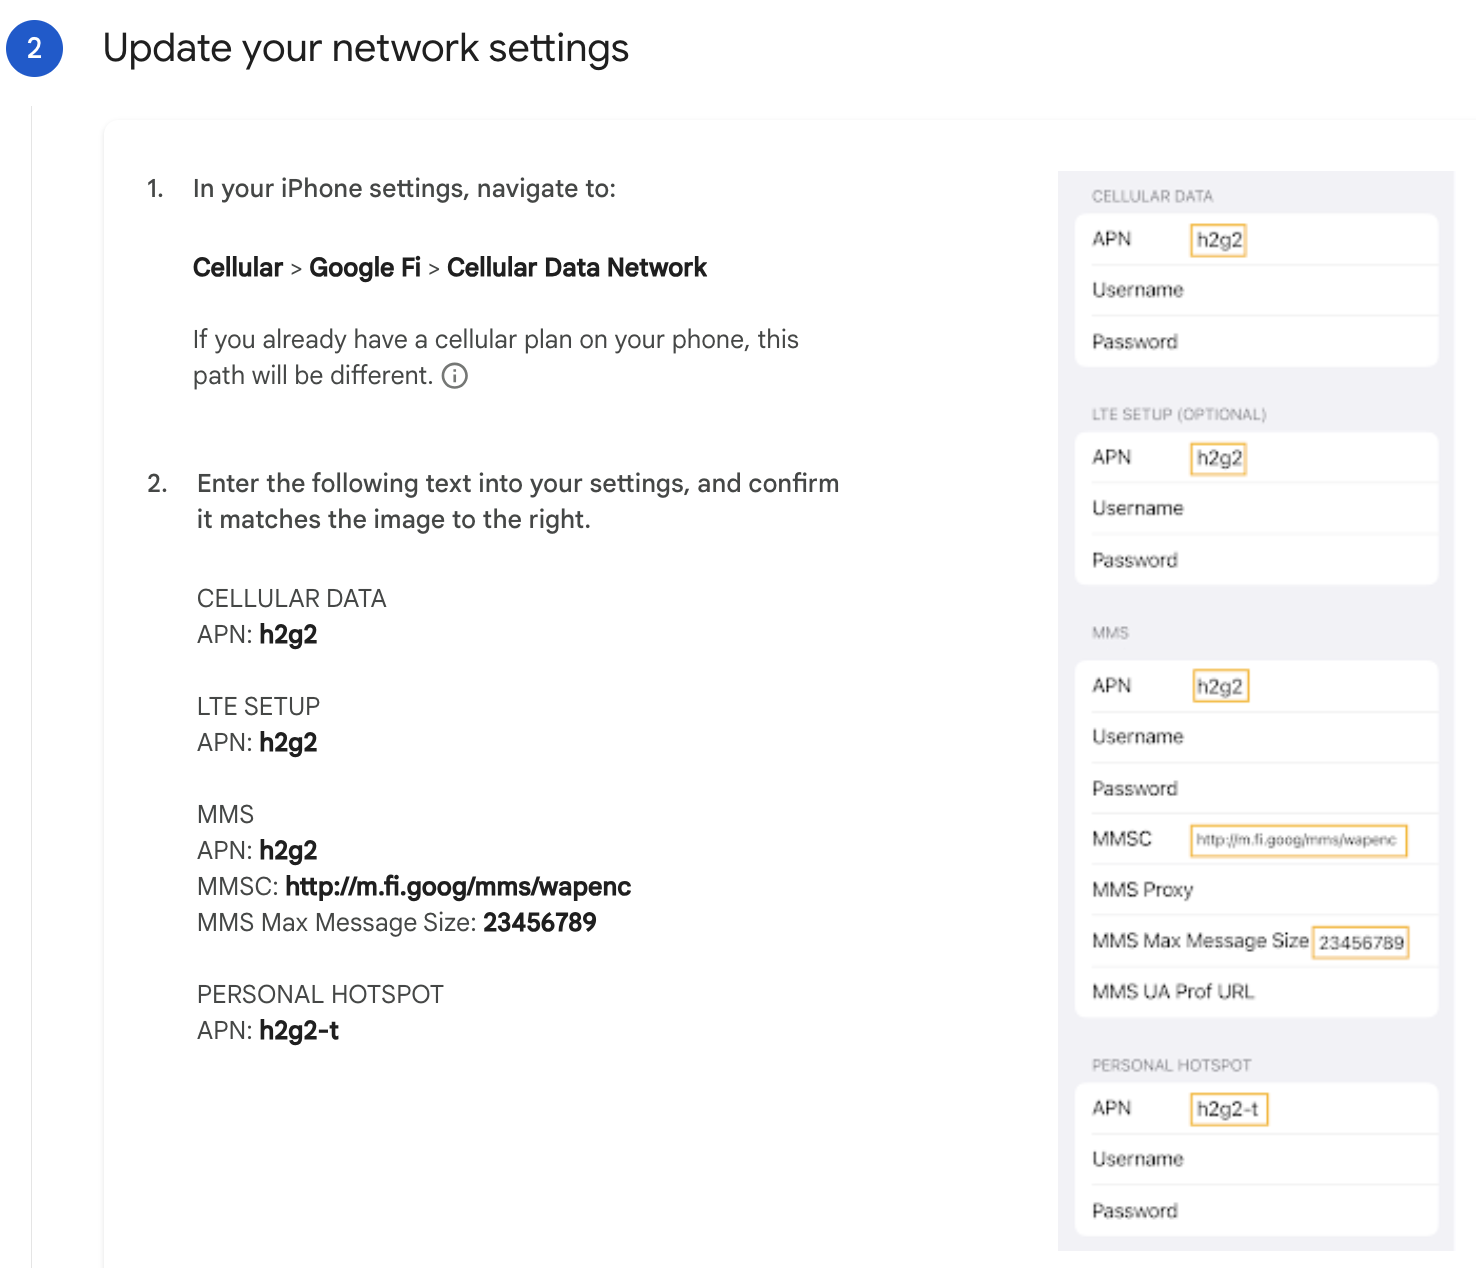 2
Update your network settings
1. In your iPhone settings, navigate to:
Cellular > Google Fi > Cellular Data Network
If you already have a cellular plan on your phone, this
path will be different.
2. Enter the following text into your settings, and confirm
it matches the image to the right.
CELLULAR DATA
APN: h2g2
LTE SETUP
APN: h2g2
MMS
APN: h2g2
MMSC: http://m.fi.goog/mms/wapenc
MMS Max Message Size: 23456789
PERSONAL HOTSPOT
APN: h2g2-t
CELLULAR DATA
APN h2g2
Username
Password
LTE SETUP (OPTIONAL)
APN h2g2
Username
Password
MMS
APN h2g2
Username
Password
MMSC http://m.fi.goog/mms/wapenc
MMS Proxy
MMS Max Message Size 23456789
MMS UA Prof URL
PERSONAL HOTSPOT
APN h2g2-t
Username
Password